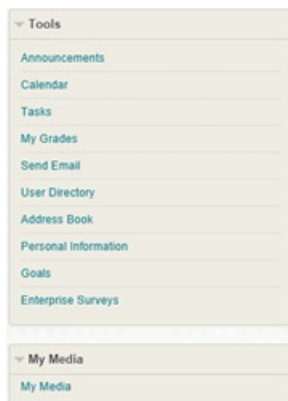 Tools
Announcements
Calendar
Tasks
My Grades
Send Email
User Directory
Address Book
Personal Information
Goals
Enterprise Surveys
My Media
My Media